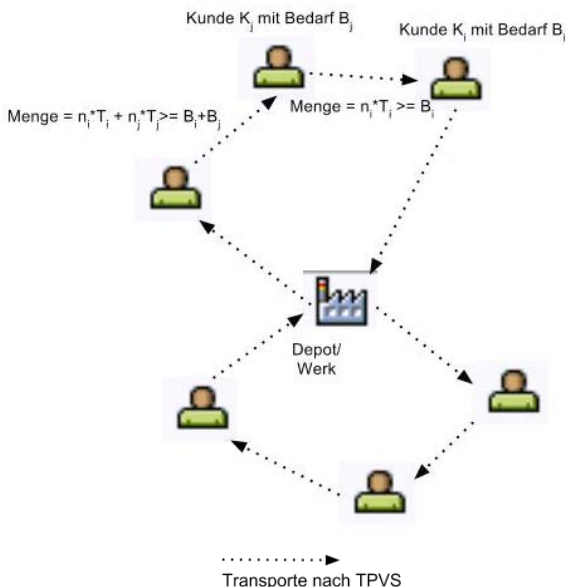 Kunde Kj mit Bedarf Bj
Kunde Ki mit Bedarf Bi
Menge = ni*Ti + nj*Tj>= Bi+Bj
Menge = ni*Ti >= Bi
Depot/
Werk
Transporte nach TPVS